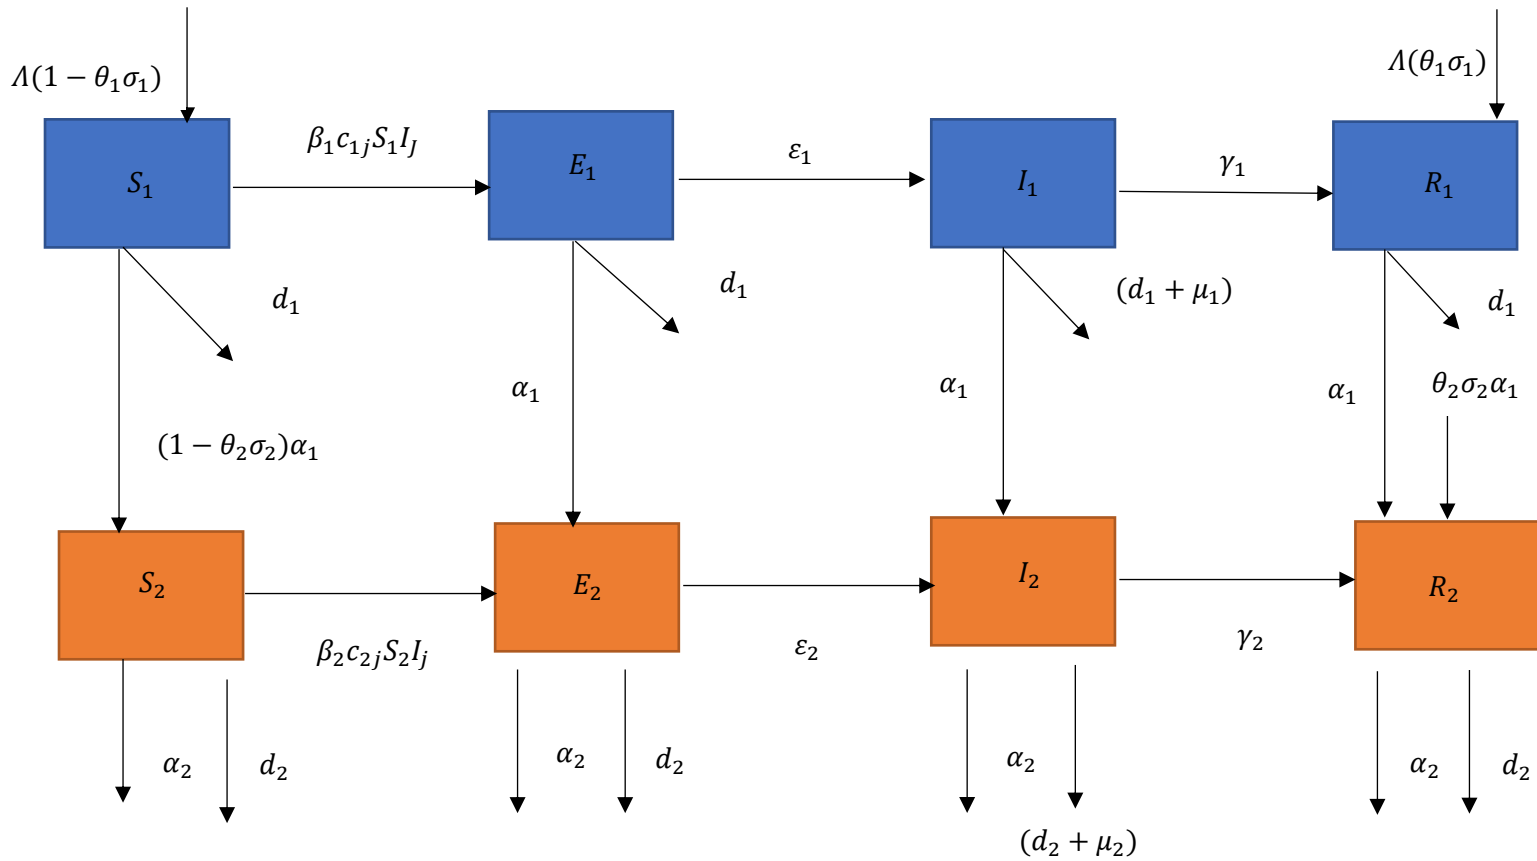 Λ(1 − θ₁σ₁)
Λ(θ₁σ₁)
β₁c₁ⱼS₁I_J
ε₁
γ₁
S₁
E₁
I₁
R₁
d₁
d₁
(d₁ + μ₁)
d₁
(1 − θ₂σ₂)α₁
α₁
α₁
α₁
θ₂σ₂α₁
S₂
E₂
I₂
R₂
β₂c₂ⱼS₂Iⱼ
ε₂
γ₂
α₂
d₂
α₂
d₂
α₂
(d₂ + μ₂)
α₂
d₂